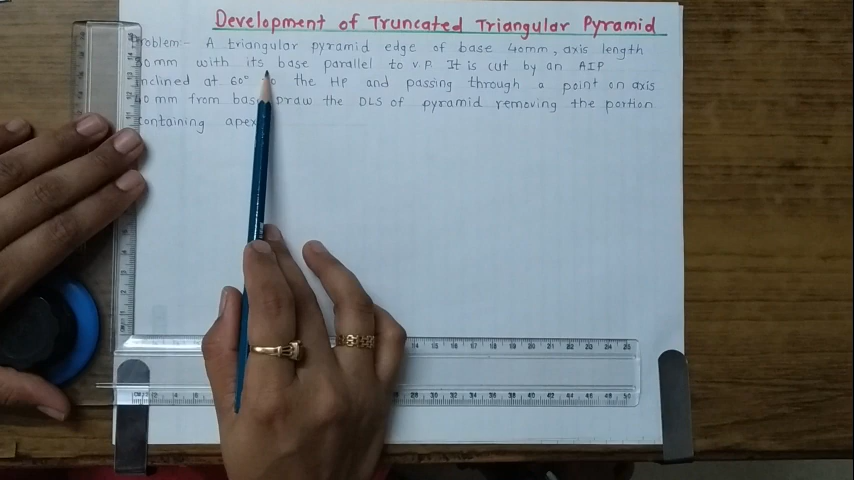 Development of Truncated Triangular Pyramid
Problem:- A triangular pyramid edge of base 40mm, axis length
mm with its base parallel to V.P. It is cut by an AIP
inclined at 60° to the HP and passing through a point on axis
mm from base Draw the DLS of pyramid removing the portion
containing apex